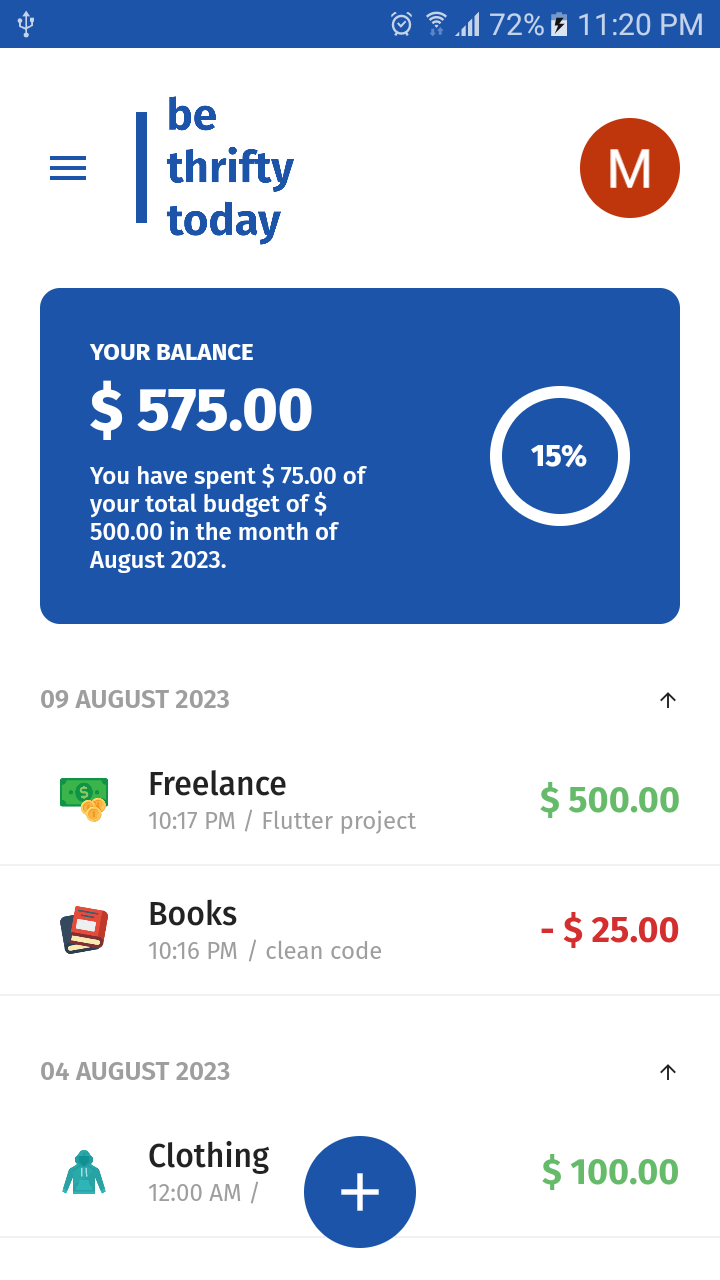 72% 11:20 PM
be
thrifty
today
M
YOUR BALANCE
$ 575.00
You have spent $ 75.00 of
your total budget of $
500.00 in the month of
August 2023.
15%
09 AUGUST 2023
Freelance
$ 500.00
10:17 PM / Flutter project
Books
- $ 25.00
10:16 PM / clean code
04 AUGUST 2023
Clothing
$ 100.00
12:00 AM /